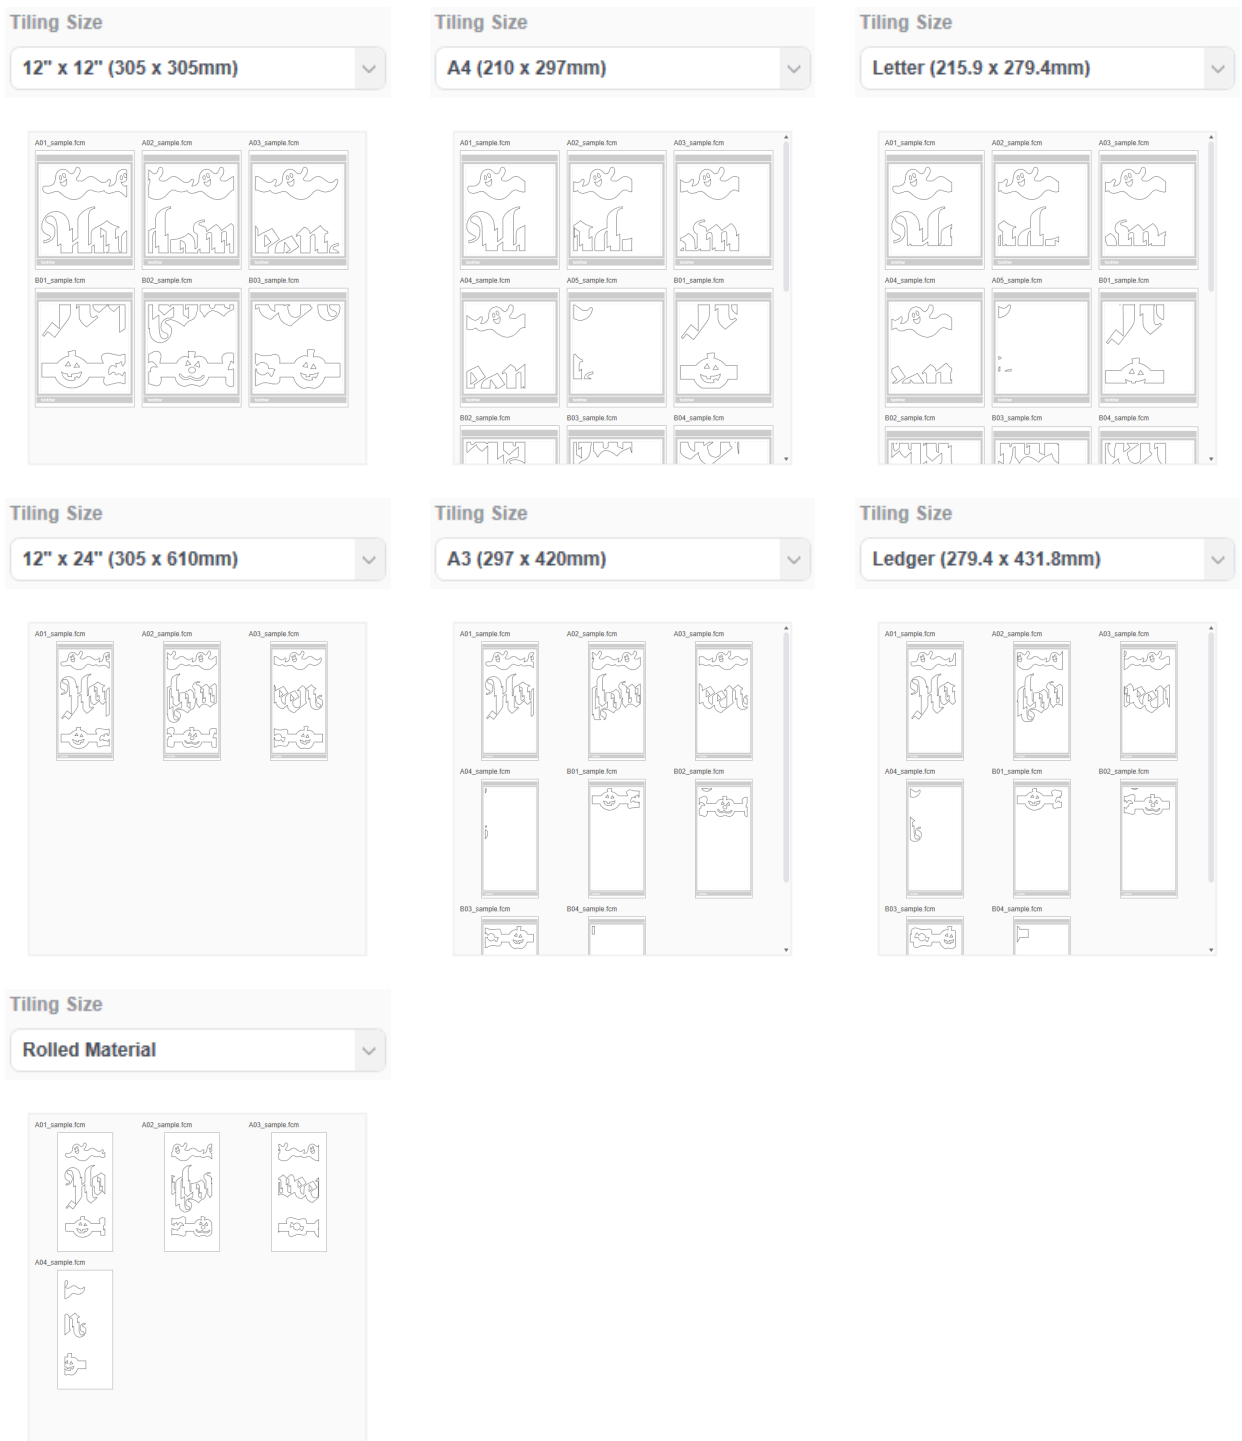 Tiling Size
12" x 12" (305 x 305mm)
A01_sample.fcm A02_sample.fcm A03_sample.fcm
B01_sample.fcm B02_sample.fcm B03_sample.fcm
Tiling Size
A4 (210 x 297mm)
A01_sample.fcm A02_sample.fcm A03_sample.fcm
A04_sample.fcm A05_sample.fcm B01_sample.fcm
B02_sample.fcm B03_sample.fcm B04_sample.fcm
Tiling Size
Letter (215.9 x 279.4mm)
A01_sample.fcm A02_sample.fcm A03_sample.fcm
A04_sample.fcm A05_sample.fcm B01_sample.fcm
B02_sample.fcm B03_sample.fcm B04_sample.fcm
Tiling Size
12" x 24" (305 x 610mm)
A01_sample.fcm A02_sample.fcm A03_sample.fcm
Tiling Size
A3 (297 x 420mm)
A01_sample.fcm A02_sample.fcm A03_sample.fcm
A04_sample.fcm B01_sample.fcm B02_sample.fcm
B03_sample.fcm B04_sample.fcm
Tiling Size
Ledger (279.4 x 431.8mm)
A01_sample.fcm A02_sample.fcm A03_sample.fcm
A04_sample.fcm B01_sample.fcm B02_sample.fcm
B03_sample.fcm B04_sample.fcm
Tiling Size
Rolled Material
A01_sample.fcm A02_sample.fcm A03_sample.fcm
A04_sample.fcm